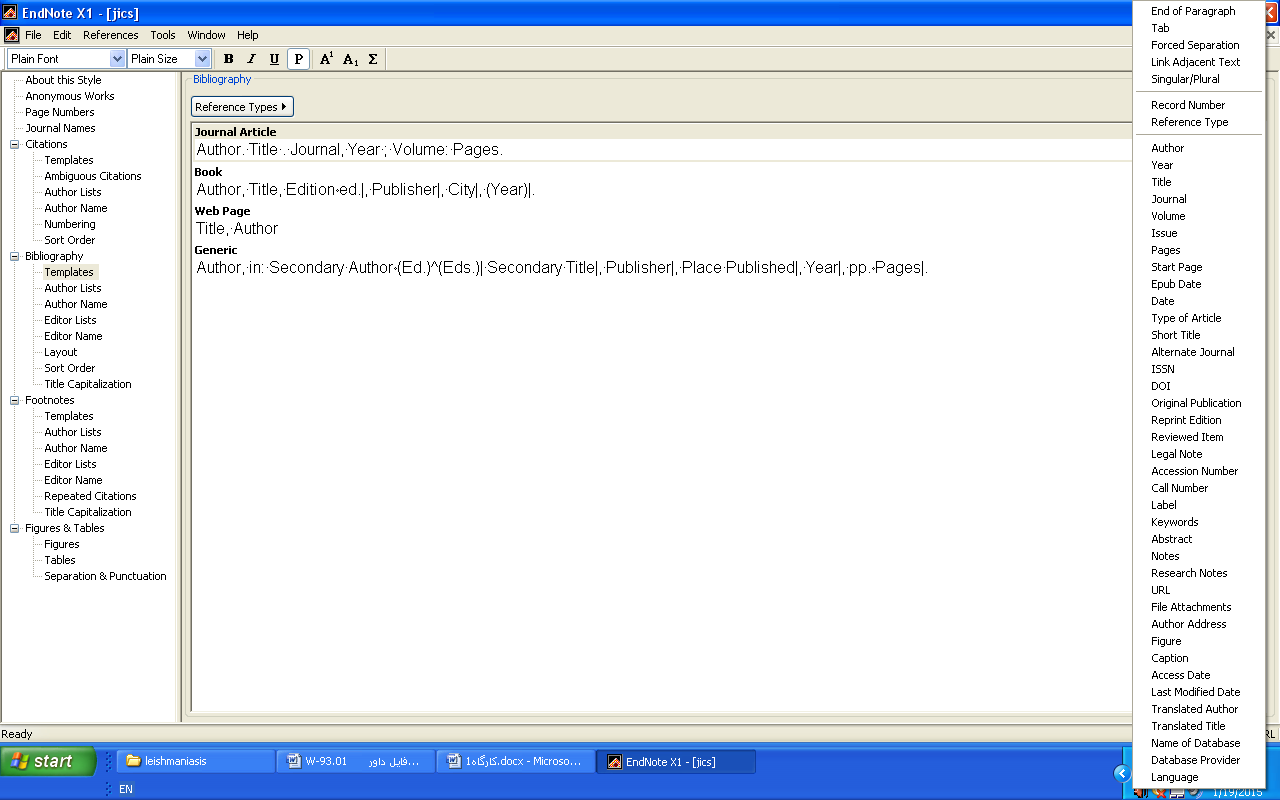 EndNote X1 - [jics]
File Edit References Tools Window Help
Plain Font Plain Size B I U P A1 A1 Σ
About this Style
Anonymous Works
Page Numbers
Journal Names
Citations
Templates
Ambiguous Citations
Author Lists
Author Name
Numbering
Sort Order
Bibliography
Templates
Author Lists
Author Name
Editor Lists
Editor Name
Layout
Sort Order
Title Capitalization
Footnotes
Templates
Author Lists
Author Name
Editor Lists
Editor Name
Repeated Citations
Title Capitalization
Figures & Tables
Figures
Tables
Separation & Punctuation
Bibliography
Reference Types
Journal Article
Author.·Title·.·Journal,·Year·;·Volume:·Pages.
Book
Author,·Title,·Edition·ed.|,·Publisher|,·City|,·(Year)|.
Web Page
Title,·Author
Generic
Author,·in:·Secondary·Author·(Ed.)^(Eds.)|·Secondary·Title|,·Publisher|,·Place·Published|,·Year|,·pp.·Pages|.
End of Paragraph
Tab
Forced Separation
Link Adjacent Text
Singular/Plural
Record Number
Reference Type
Author
Year
Title
Journal
Volume
Issue
Pages
Start Page
Epub Date
Date
Type of Article
Short Title
Alternate Journal
ISSN
DOI
Original Publication
Reprint Edition
Reviewed Item
Legal Note
Accession Number
Call Number
Label
Keywords
Abstract
Notes
Research Notes
URL
File Attachments
Author Address
Figure
Caption
Access Date
Last Modified Date
Translated Author
Translated Title
Name of Database
Database Provider
Language
Ready
start leishmaniasis W-93.01 فایل داور... کارگاه1.docx - Microso... EndNote X1 - [jics]
EN 1/19/2015